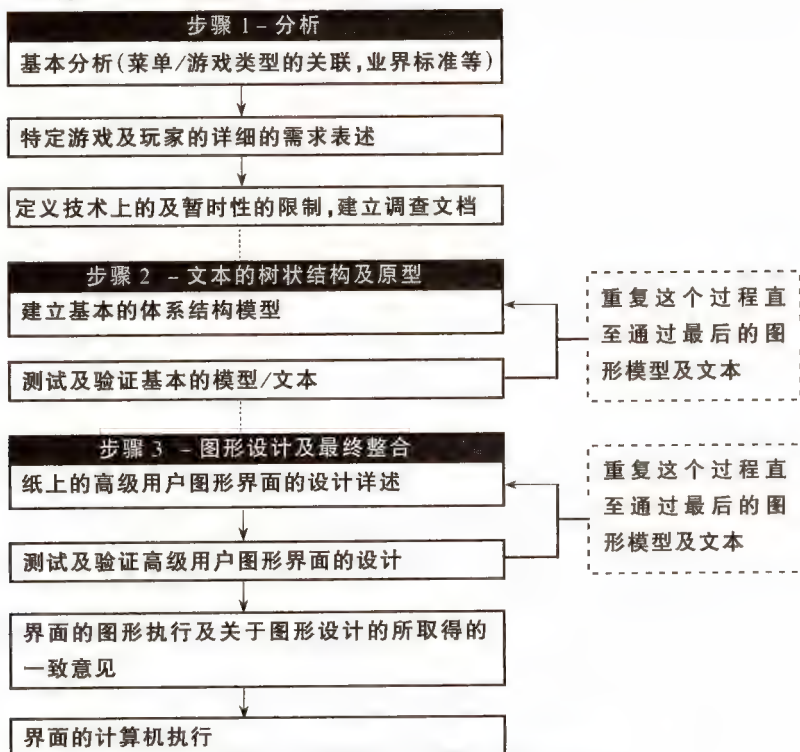 步骤 1 – 分析
基本分析(菜单/游戏类型的关联,业界标准等)
特定游戏及玩家的详细的需求表述
定义技术上的及暂时性的限制,建立调查文档
步骤 2 – 文本的树状结构及原型
建立基本的体系结构模型
测试及验证基本的模型/文本
重复这个过程直
至通过最后的图
形模型及文本
步骤 3 – 图形设计及最终整合
纸上的高级用户图形界面的设计详述
测试及验证高级用户图形界面的设计
重复这个过程直
至通过最后的图
形模型及文本
界面的图形执行及关于图形设计的所取得的
一致意见
界面的计算机执行